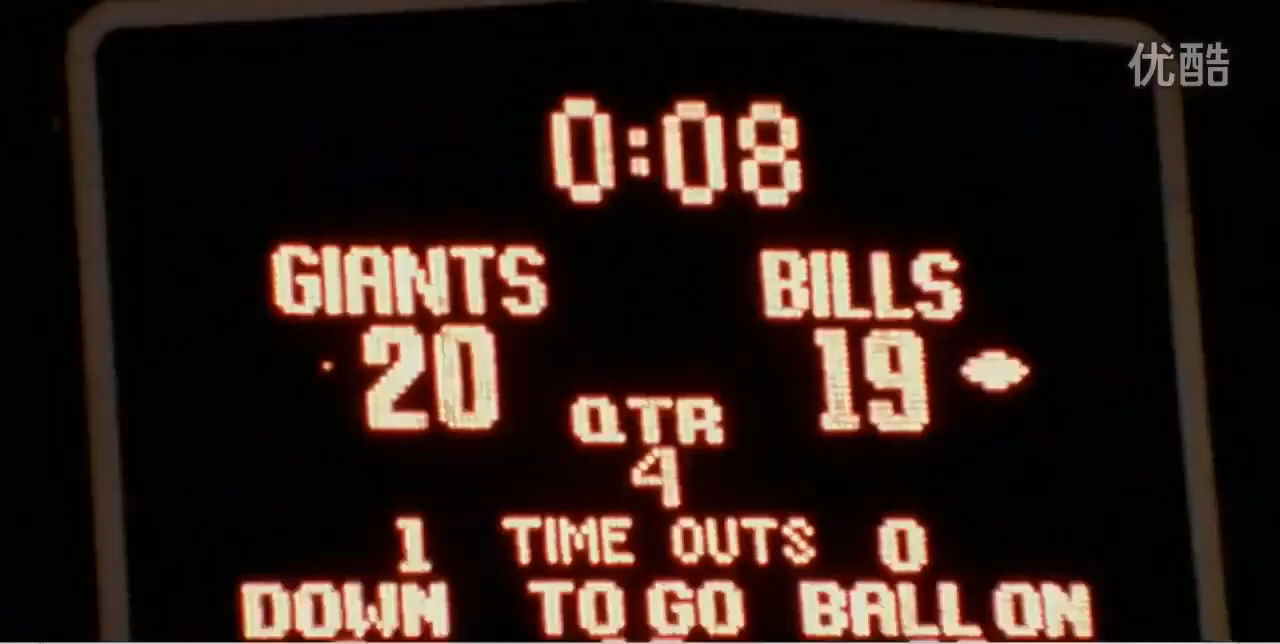 优酷
0:08
GIANTS BILLS
20 19
QTR
4
1 TIME OUTS 0
DOWN TO GO BALL ON